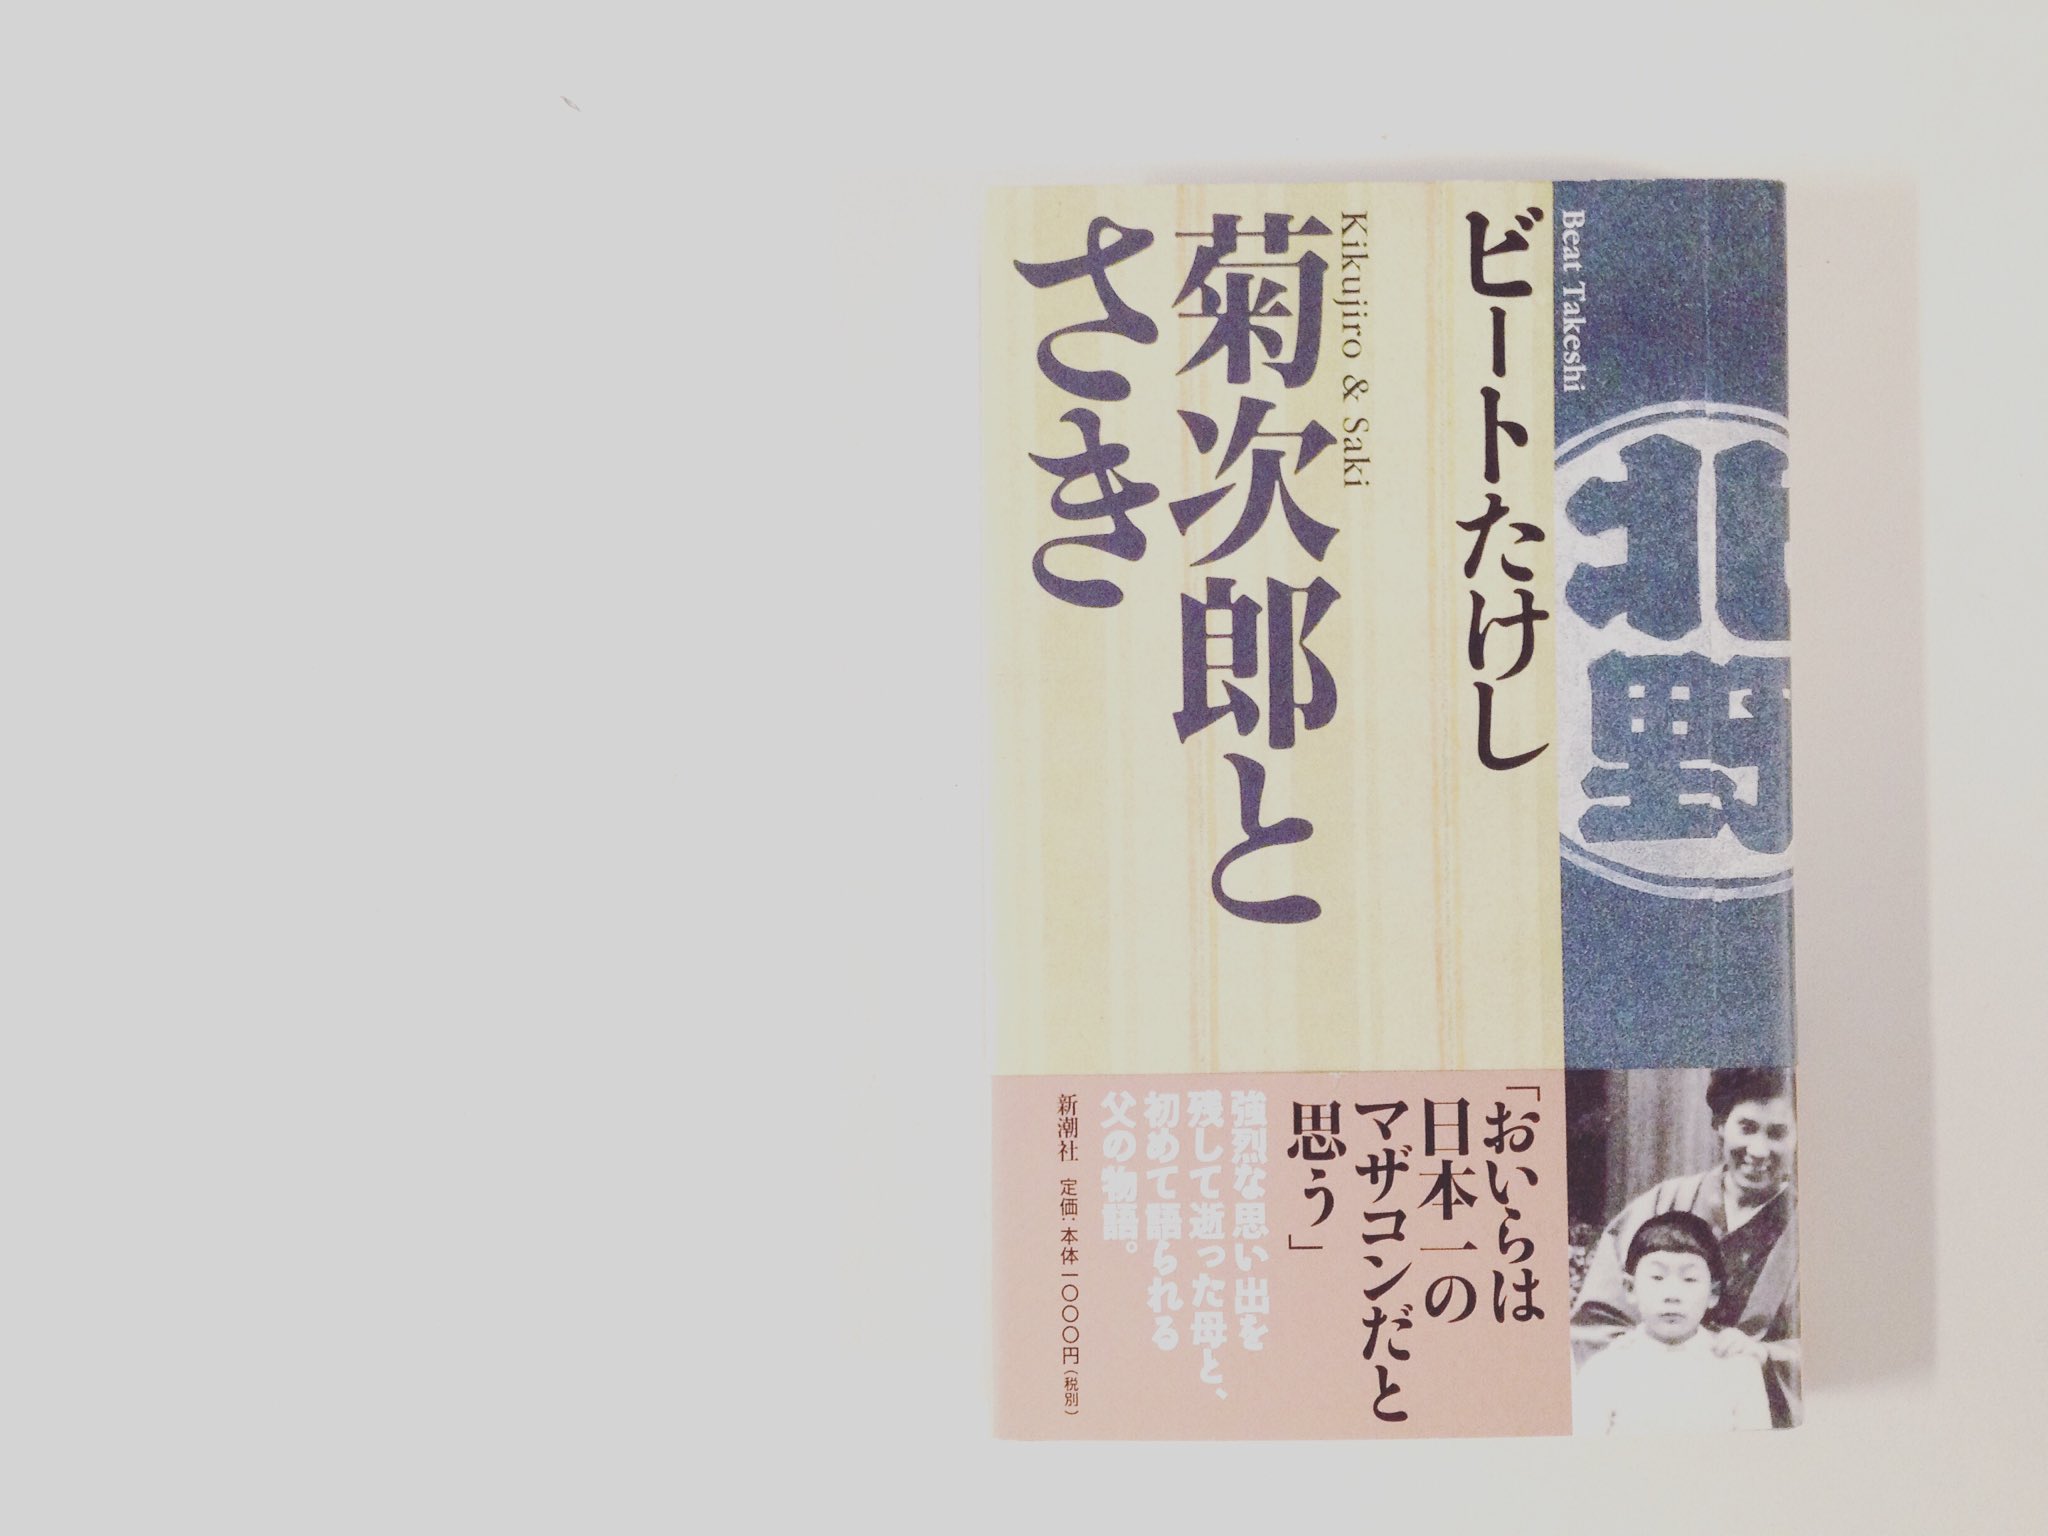 Beat Takeshi
北野
ビートたけし
Kikujiro & Saki
菊次郎と
さき
「おいらは
日本一の
マザコンだと
思う」
強烈な思い出を
残して逝った母と、
初めて語られる
父の物語。
新潮社 定価:本体一〇〇〇円(税別)